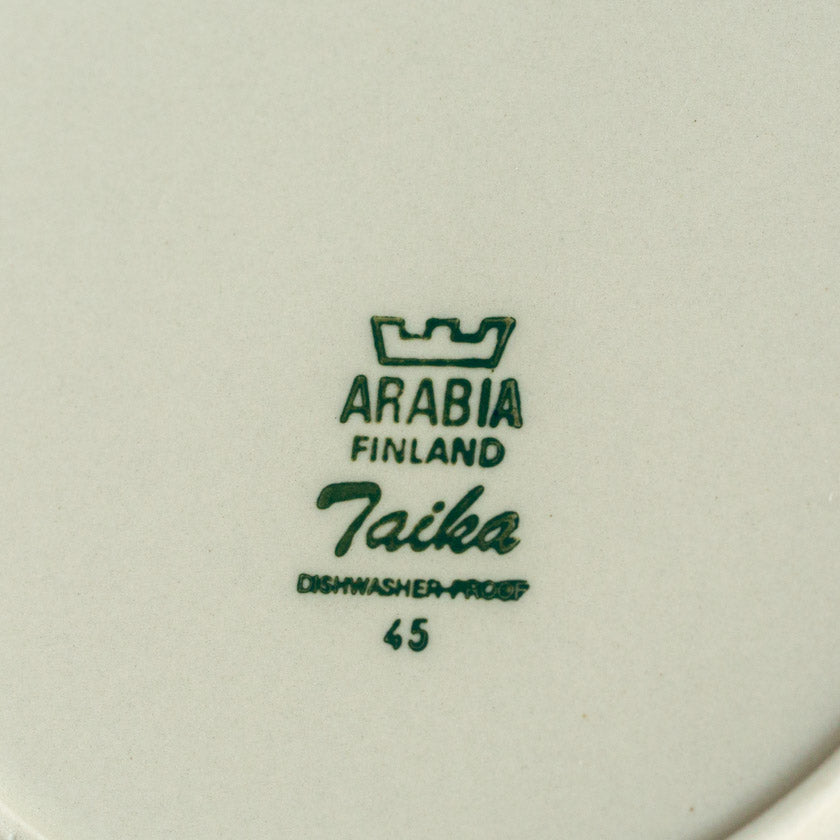 ARABIA
FINLAND
Taika
DISHWASHER-PROOF
45